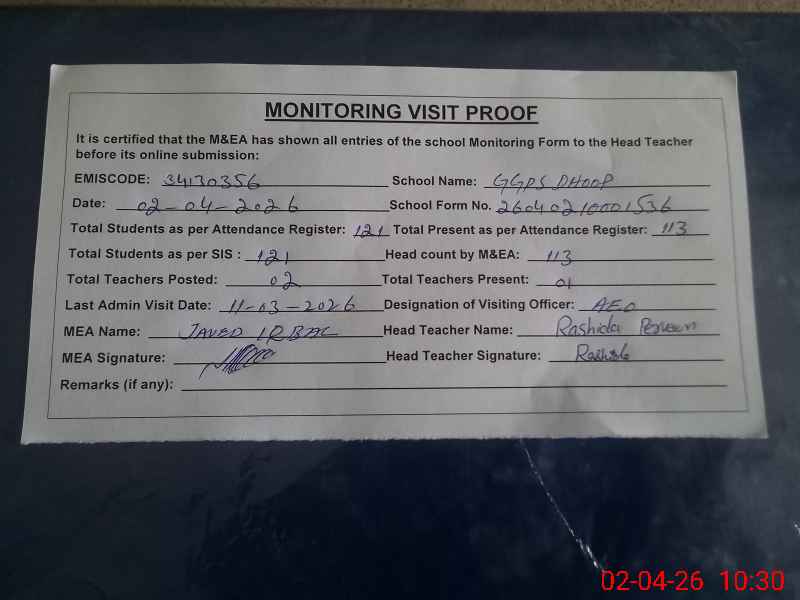 MONITORING VISIT PROOF
It is certified that the M&EA has shown all entries of the school Monitoring Form to the Head Teacher
before its online submission:
EMISCODE: 34130356 School Name: GGPS DHOOP
Date: 02-04-2026 School Form No. 26040210001536
Total Students as per Attendance Register: 121 Total Present as per Attendance Register: 113
Total Students as per SIS : 121 Head count by M&EA: 113
Total Teachers Posted: 02 Total Teachers Present: 01
Last Admin Visit Date: 11-03-2026 Designation of Visiting Officer: AEO
MEA Name: JAVED IQBAL Head Teacher Name: Rashida Perveen
MEA Signature: Head Teacher Signature:
Remarks (if any):
02-04-26 10:30